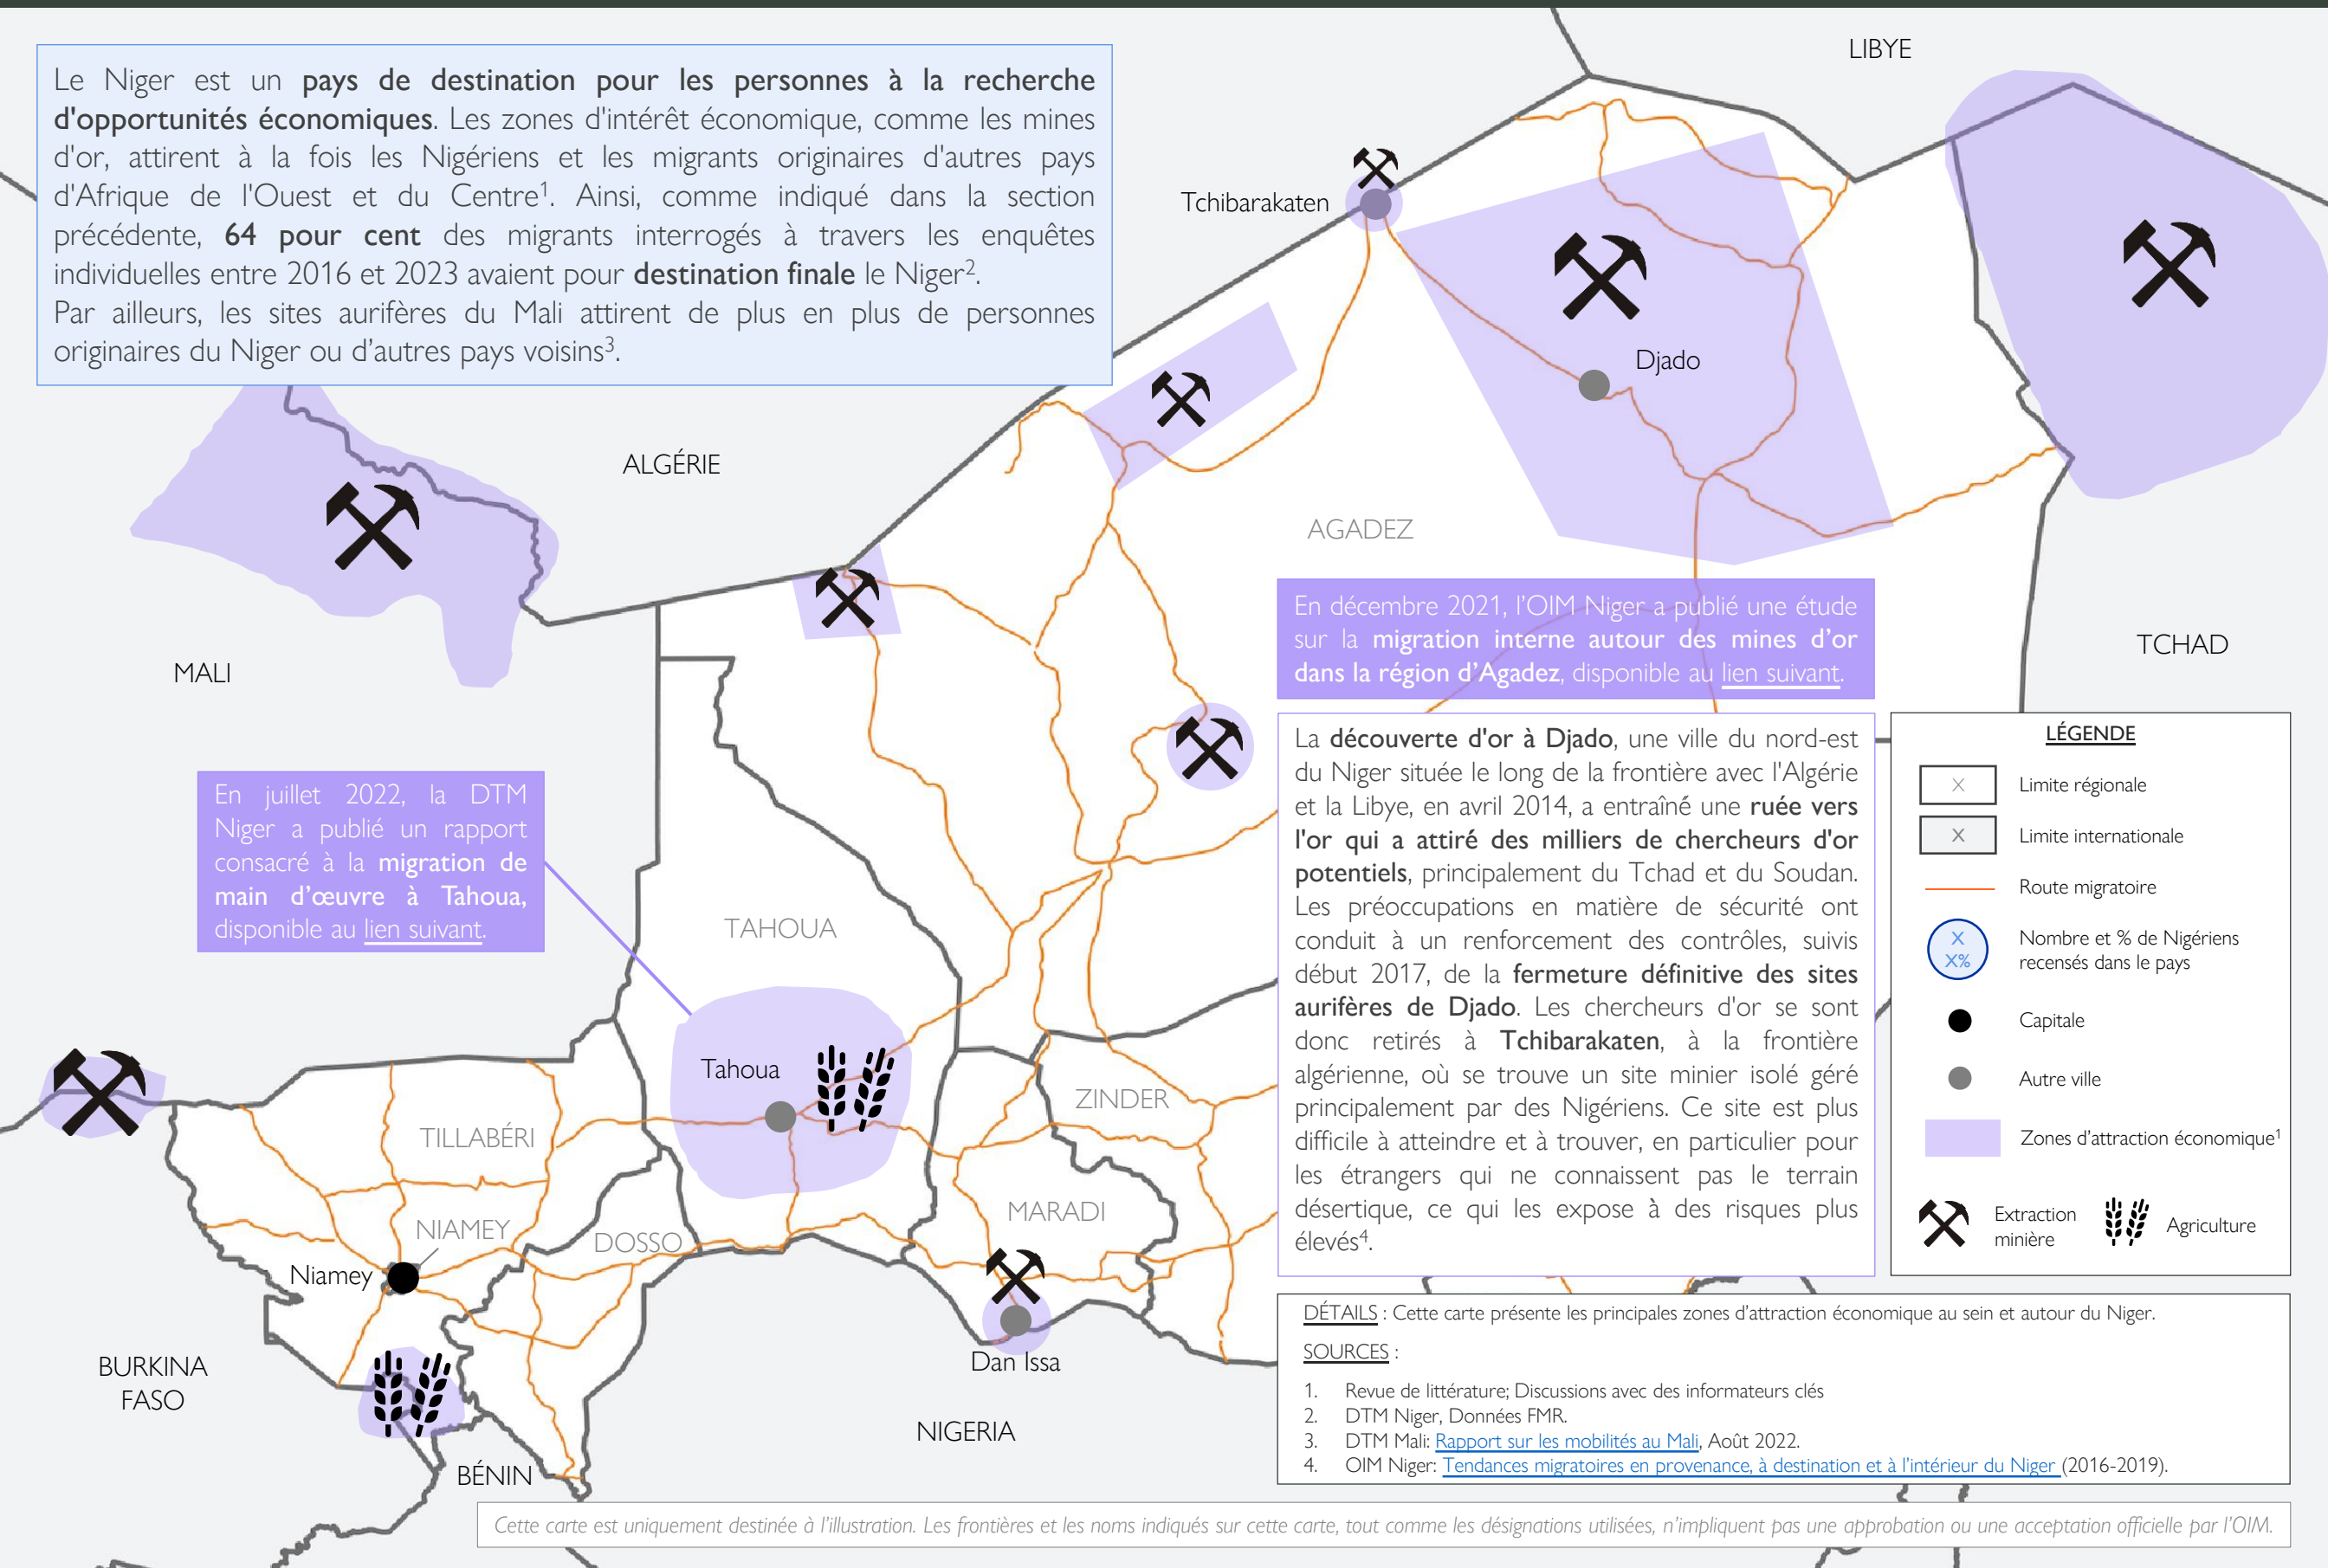 Le Niger est un pays de destination pour les personnes à la recherche
d'opportunités économiques. Les zones d'intérêt économique, comme les mines
d'or, attirent à la fois les Nigériens et les migrants originaires d'autres pays
d'Afrique de l'Ouest et du Centre¹. Ainsi, comme indiqué dans la section
précédente, 64 pour cent des migrants interrogés à travers les enquêtes
individuelles entre 2016 et 2023 avaient pour destination finale le Niger².
Par ailleurs, les sites aurifères du Mali attirent de plus en plus de personnes
originaires du Niger ou d’autres pays voisins³.
LIBYE
Tchibarakaten
Djado
ALGÉRIE
AGADEZ
MALI
TCHAD
En décembre 2021, l’OIM Niger a publié une étude
sur la migration interne autour des mines d’or
dans la région d’Agadez, disponible au lien suivant.
En juillet 2022, la DTM
Niger a publié un rapport
consacré à la migration de
main d’œuvre à Tahoua,
disponible au lien suivant.
La découverte d'or à Djado, une ville du nord-est
du Niger située le long de la frontière avec l'Algérie
et la Libye, en avril 2014, a entraîné une ruée vers
l'or qui a attiré des milliers de chercheurs d'or
potentiels, principalement du Tchad et du Soudan.
Les préoccupations en matière de sécurité ont
conduit à un renforcement des contrôles, suivis
début 2017, de la fermeture définitive des sites
aurifères de Djado. Les chercheurs d'or se sont
donc retirés à Tchibarakaten, à la frontière
algérienne, où se trouve un site minier isolé géré
principalement par des Nigériens. Ce site est plus
difficile à atteindre et à trouver, en particulier pour
les étrangers qui ne connaissent pas le terrain
désertique, ce qui les expose à des risques plus
élevés⁴.
LÉGENDE
X
Limite régionale
X
Limite internationale
Route migratoire
X
X%
Nombre et % de Nigériens
recensés dans le pays
Capitale
Autre ville
Zones d’attraction économique¹
Extraction
minière
Agriculture
TAHOUA
Tahoua
ZINDER
TILLABÉRI
MARADI
NIAMEY
DOSSO
Niamey
Dan Issa
BURKINA
FASO
NIGERIA
BÉNIN
DÉTAILS : Cette carte présente les principales zones d’attraction économique au sein et autour du Niger.
SOURCES :
1. Revue de littérature; Discussions avec des informateurs clés
2. DTM Niger, Données FMR.
3. DTM Mali: Rapport sur les mobilités au Mali, Août 2022.
4. OIM Niger: Tendances migratoires en provenance, à destination et à l’intérieur du Niger (2016-2019).
Cette carte est uniquement destinée à l’illustration. Les frontières et les noms indiqués sur cette carte, tout comme les désignations utilisées, n’impliquent pas une approbation ou une acceptation officielle par l’OIM.